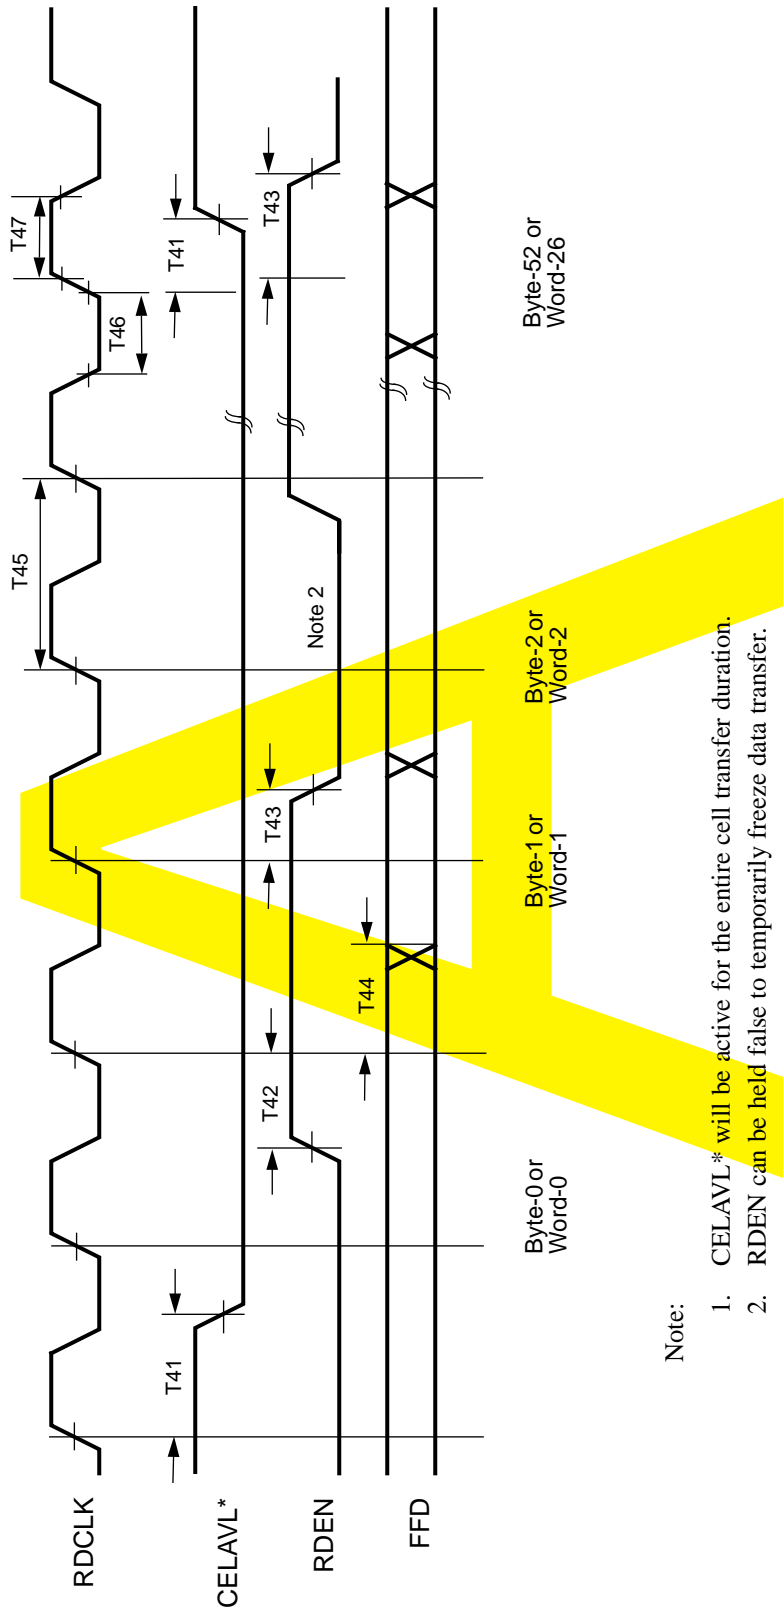 RDCLK
T45
T46
T47
CELAVL*
T41
T41
RDEN
T42
T43
Note 2
T43
FFD
T44
Byte-0 or
Word-0
Byte-1 or
Word-1
Byte-2 or
Word-2
Byte-52 or
Word-26
Note:
1. CELAVL* will be active for the entire cell transfer duration.
2. RDEN can be held false to temporarily freeze data transfer.